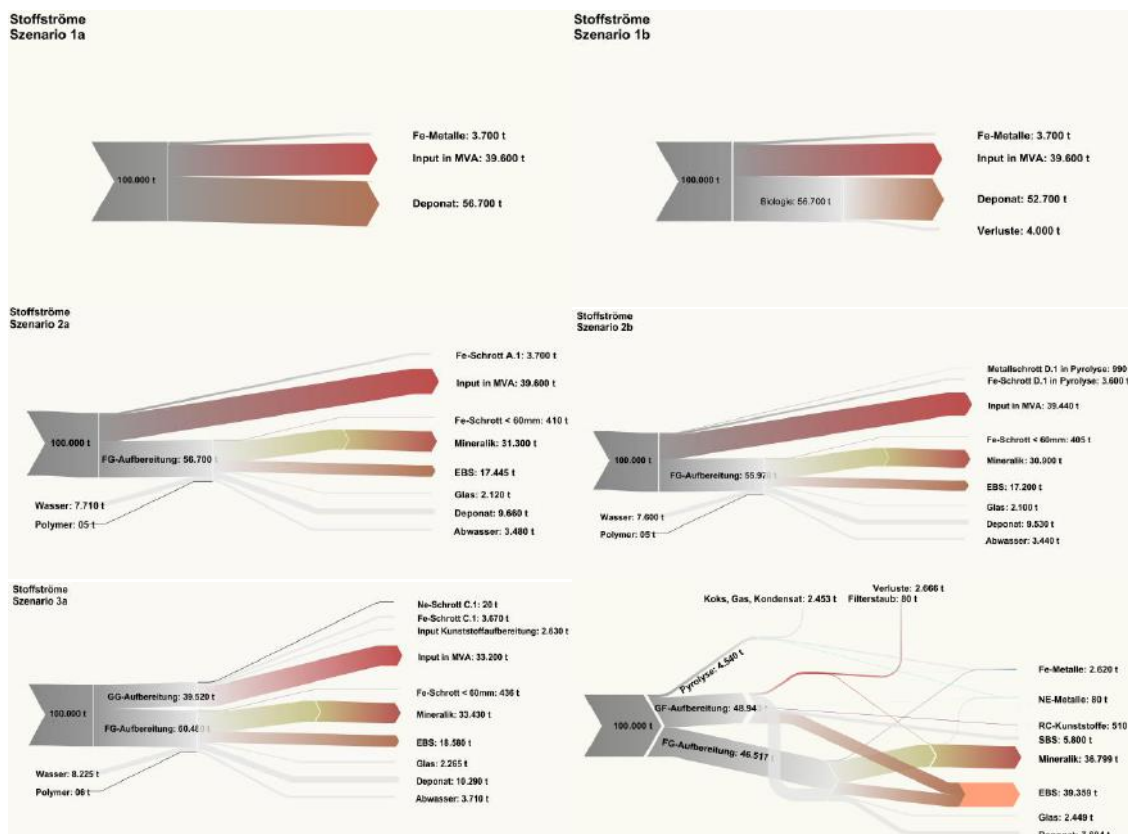 Stoffströme
Szenario 1a
100.000 t
Fe-Metalle: 3.700 t
Input in MVA: 39.600 t
Deponat: 56.700 t
Stoffströme
Szenario 1b
100.000 t
Biologie: 56.700 t
Fe-Metalle: 3.700 t
Input in MVA: 39.600 t
Deponat: 52.700 t
Verluste: 4.000 t
Stoffströme
Szenario 2a
100.000 t
FG-Aufbereitung: 56.700 t
Wasser: 7.710 t
Polymer: 05 t
Fe-Schrott A.1: 3.700 t
Input in MVA: 39.600 t
Fe-Schrott < 60mm: 410 t
Mineralik: 31.300 t
EBS: 17.445 t
Glas: 2.120 t
Deponat: 9.660 t
Abwasser: 3.480 t
Stoffströme
Szenario 2b
100.000 t
FG-Aufbereitung: 55.970 t
Wasser: 7.600 t
Polymer: 05 t
Metallschrott D.1 in Pyrolyse: 990
Fe-Schrott D.1 in Pyrolyse: 3.600 t
Input in MVA: 39.440 t
Fe-Schrott < 60mm: 405 t
Mineralik: 30.900 t
EBS: 17.200 t
Glas: 2.100 t
Deponat: 9.530 t
Abwasser: 3.440 t
Stoffströme
Szenario 3a
100.000 t
GG-Aufbereitung: 39.520 t
FG-Aufbereitung: 60.480 t
Wasser: 8.225 t
Polymer: 06 t
Ne-Schrott C.1: 20 t
Fe-Schrott C.1: 3.670 t
Input Kunststoffaufbereitung: 2.630 t
Input in MVA: 33.200 t
Fe-Schrott < 60mm: 436 t
Mineralik: 33.430 t
EBS: 18.580 t
Glas: 2.265 t
Deponat: 10.290 t
Abwasser: 3.710 t
Verluste: 2.666 t
Koks, Gas, Kondensat: 2.453 t
Filterstaub: 80 t
Pyrolyse: 4.540 t
GF-Aufbereitung: 48.943 t
100.000 t
FG-Aufbereitung: 46.517 t
Fe-Metalle: 2.620 t
NE-Metalle: 80 t
RC-Kunststoffe: 510
SBS: 5.800 t
Mineralik: 36.799 t
EBS: 39.359 t
Glas: 2.449 t